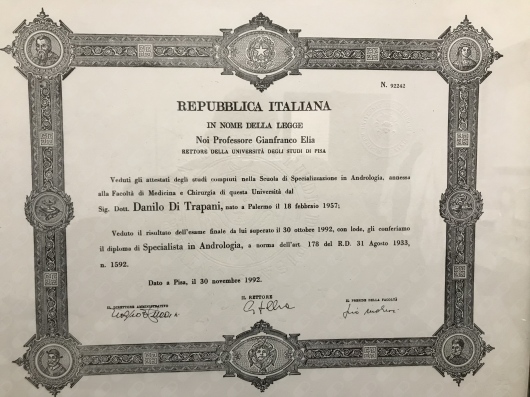 N. 92242
REPUBBLICA ITALIANA
IN NOME DELLA LEGGE
Noi Professore Gianfranco Elia
RETTORE DELLA UNIVERSITÀ DEGLI STUDI DI PISA
Veduti gli attestati degli studi compiuti nella Scuola di Specializzazione in Andrologia, annessa
alla Facoltà di Medicina e Chirurgia di questa Università dal
Sig. Dott. Danilo Di Trapani, nato a Palermo il 18 febbraio 1957;
Veduto il risultato dell'esame finale da lui superato il 30 ottobre 1992, con lode, gli conferiamo
il diploma di Specialista in Andrologia, a norma dell'art. 178 del R.D. 31 Agosto 1933,
n. 1592.
Dato a Pisa, il 30 novembre 1992.
IL DIRETTORE AMMINISTRATIVO
IL RETTORE
IL PRESIDE DELLA FACOLTÀ